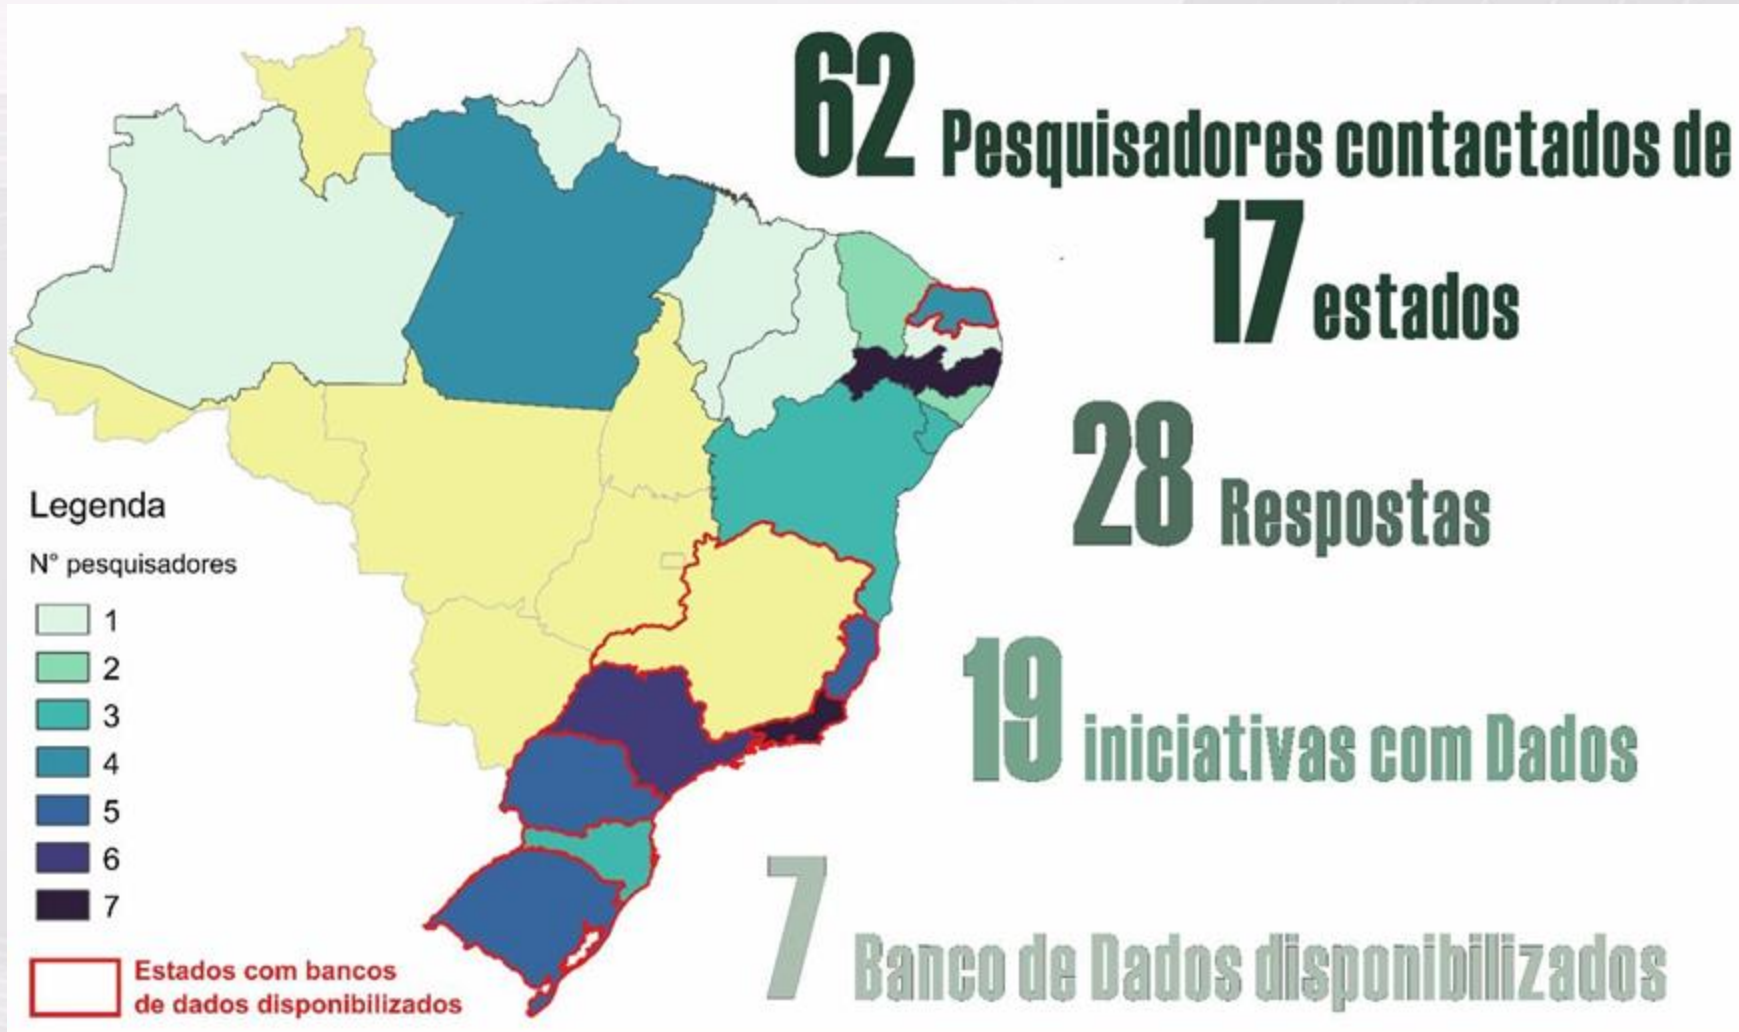 62 Pesquisadores contactados de
17 estados
28 Respostas
19 iniciativas com Dados
7 Banco de Dados disponibilizados
Legenda
N° pesquisadores
1
2
3
4
5
6
7
Estados com bancos
de dados disponibilizados